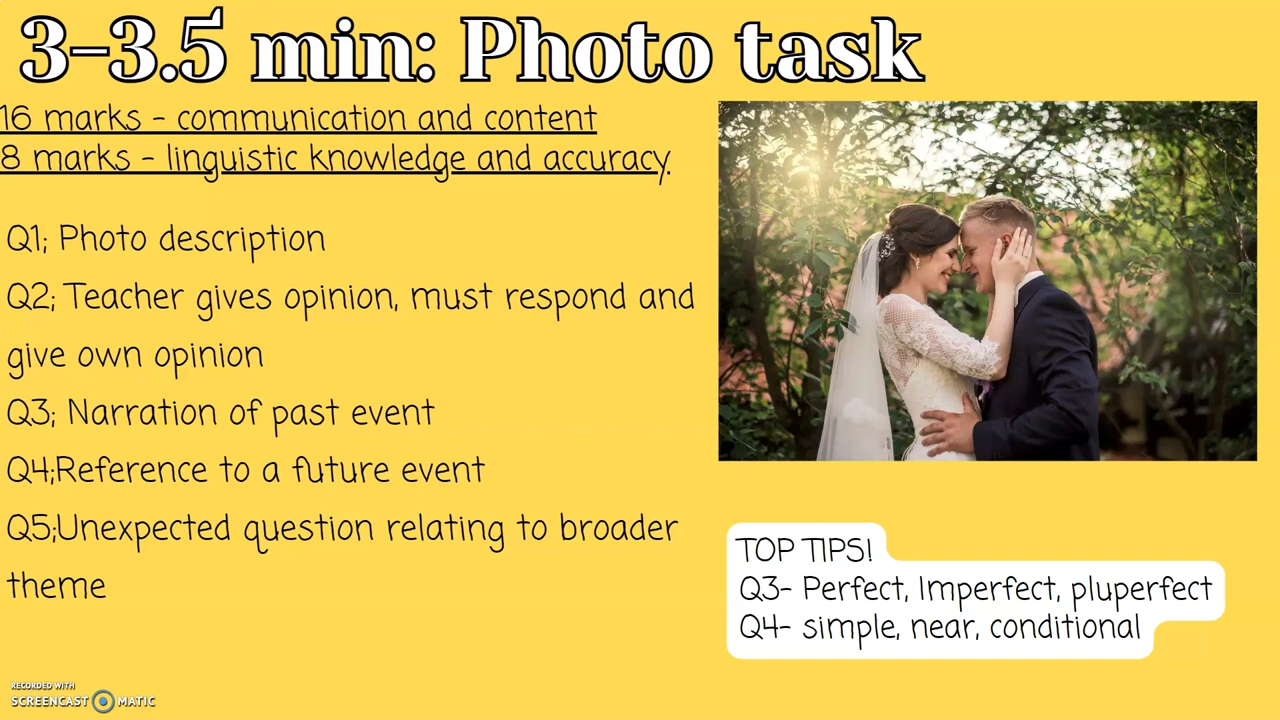 3-3.5 min: Photo task
16 marks - communication and content
8 marks - linguistic knowledge and accuracy.
Q1; Photo description
Q2; Teacher gives opinion, must respond and
give own opinion
Q3; Narration of past event
Q4;Reference to a future event
Q5;Unexpected question relating to broader
theme
TOP TIPS!
Q3- Perfect, Imperfect, pluperfect
Q4- simple, near, conditional
RECORDED WITH
SCREENCAST MATIC